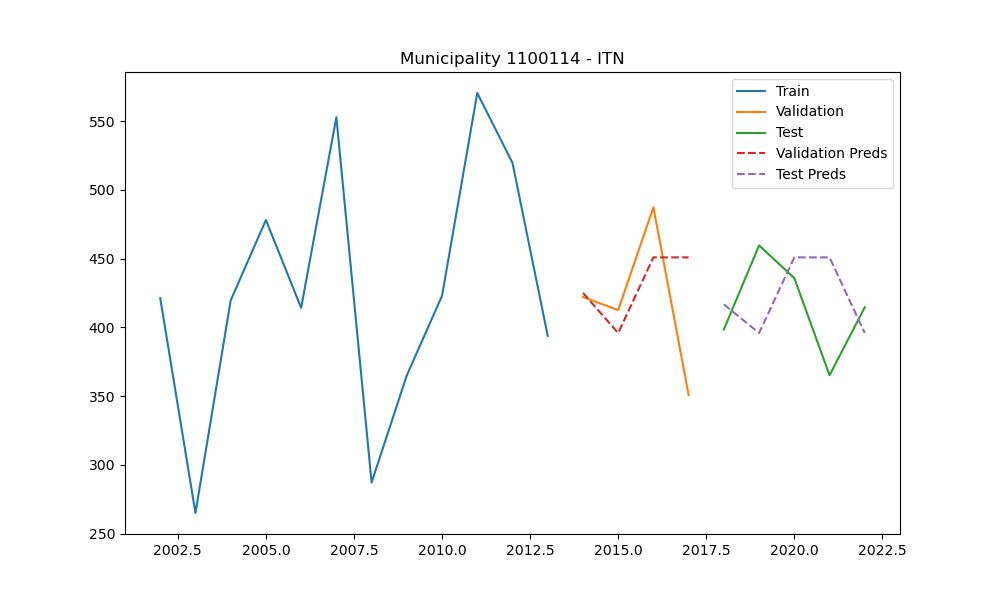 Municipality 1100114 - ITN
Train
Validation
Test
Validation Preds
Test Preds
550
500
450
400
350
300
250
2002.5 2005.0 2007.5 2010.0 2012.5 2015.0 2017.5 2020.0 2022.5